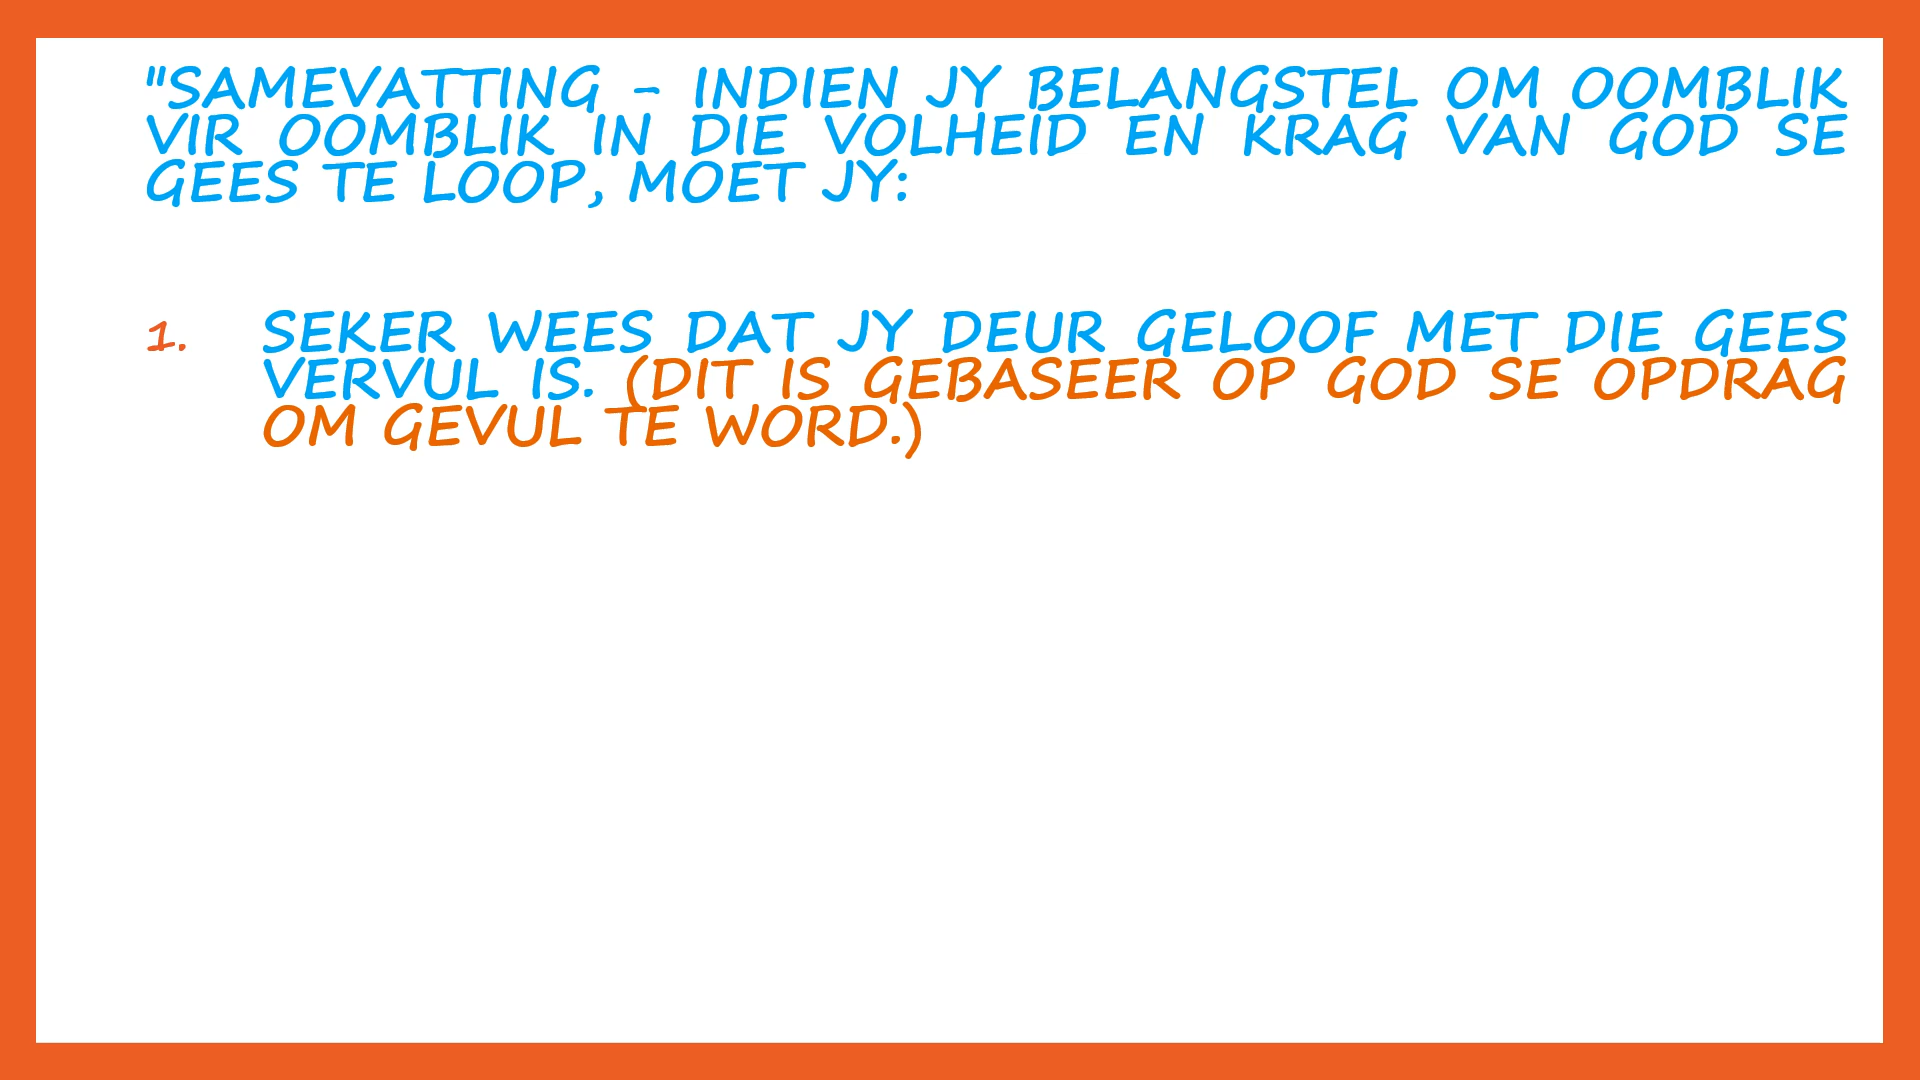 "SAMEVATTING - INDIEN JY BELANGSTEL OM OOMBLIK
VIR OOMBLIK IN DIE VOLHEID EN KRAG VAN GOD SE
GEES TE LOOP, MOET JY:
1. SEKER WEES DAT JY DEUR GELOOF MET DIE GEES
VERVUL IS. (DIT IS GEBASEER OP GOD SE OPDRAG
OM GEVUL TE WORD.)